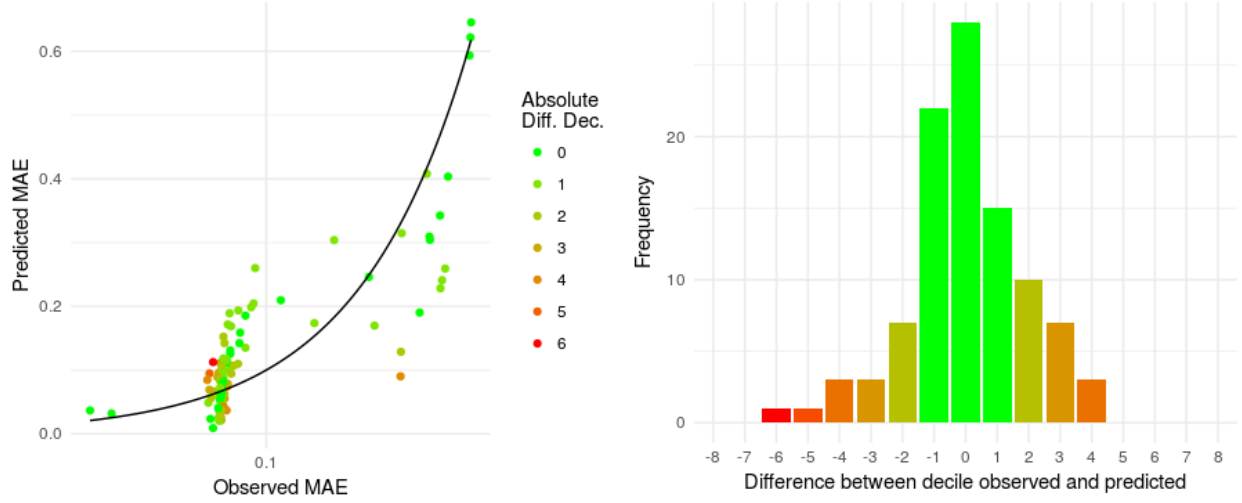 0.6
0.4
0.2
0.0
Predicted MAE
0.1
Observed MAE
Absolute
Diff. Dec.
0
1
2
3
4
5
6
20
10
0
Frequency
-8 -7 -6 -5 -4 -3 -2 -1 0 1 2 3 4 5 6 7 8
Difference between decile observed and predicted